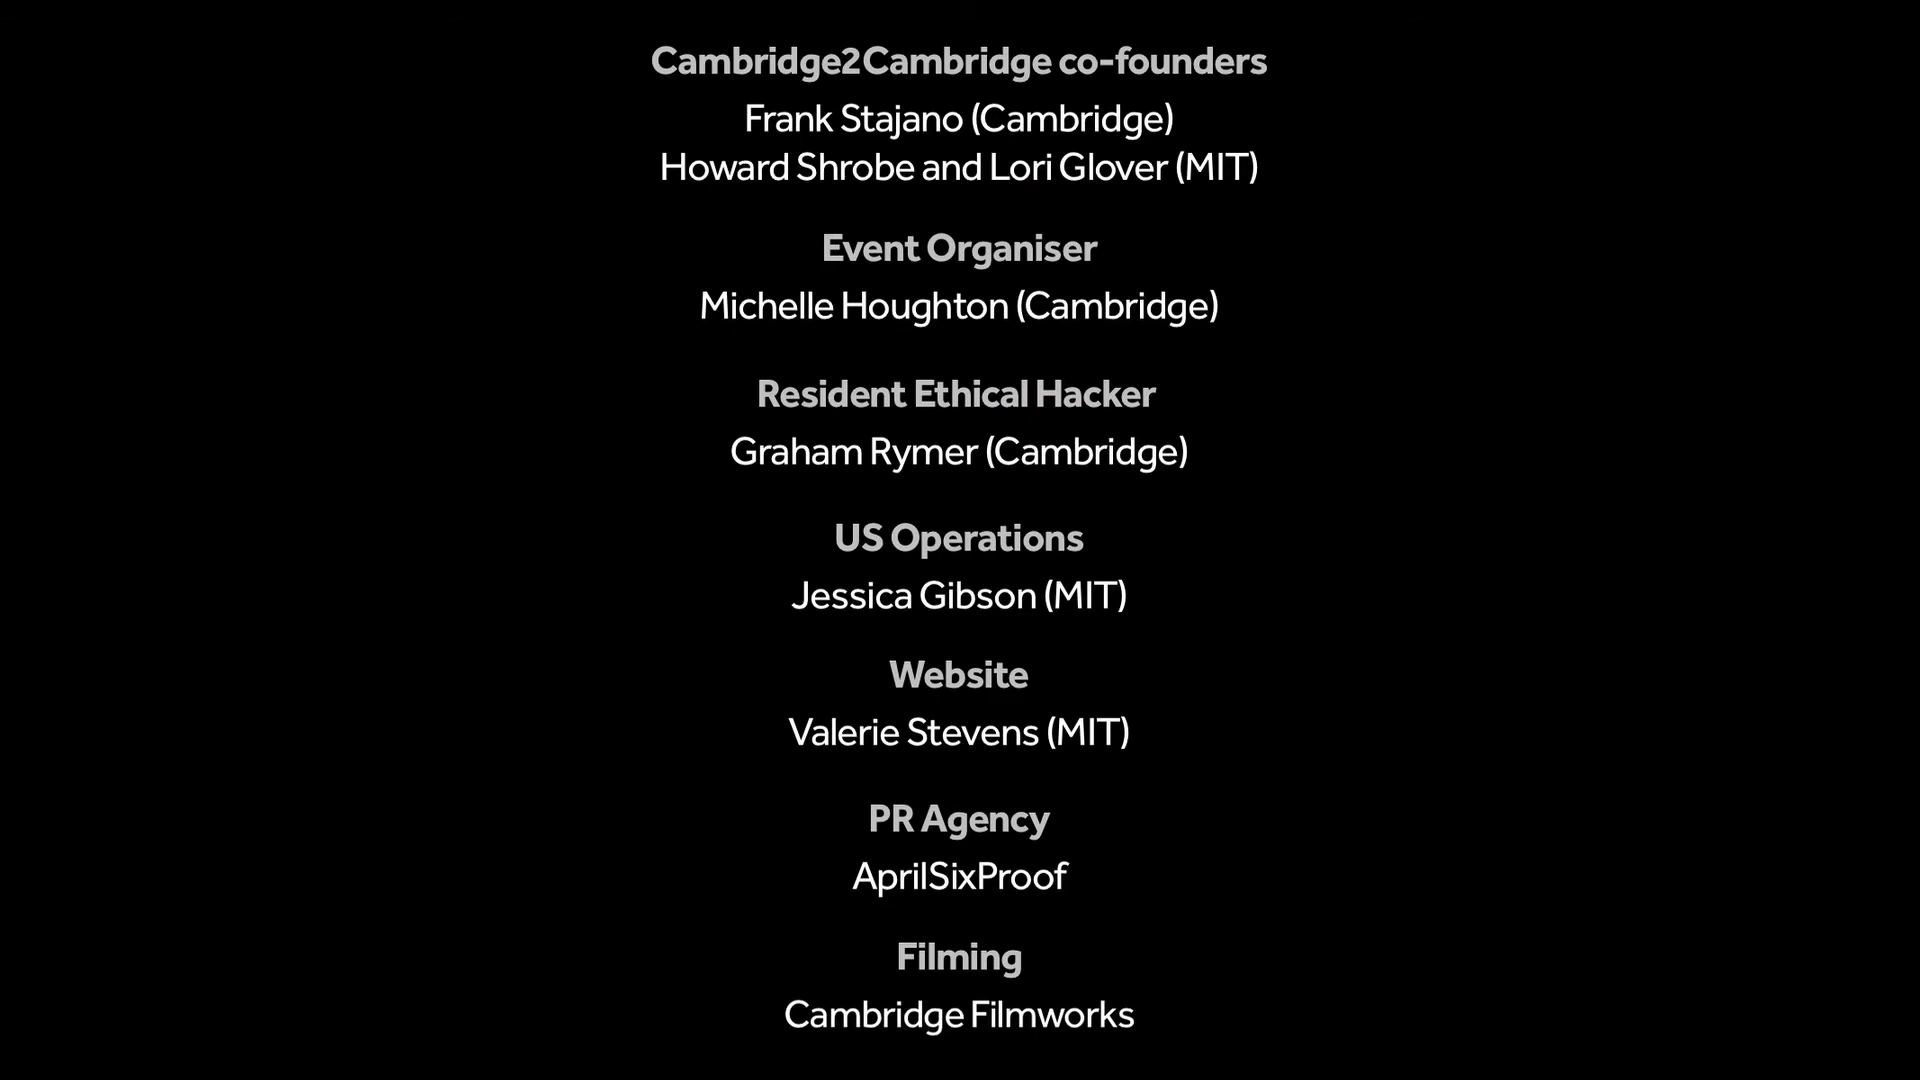 Cambridge2Cambridge co-founders
Frank Stajano (Cambridge)
Howard Shrobe and Lori Glover (MIT)
Event Organiser
Michelle Houghton (Cambridge)
Resident Ethical Hacker
Graham Rymer (Cambridge)
US Operations
Jessica Gibson (MIT)
Website
Valerie Stevens (MIT)
PR Agency
AprilSixProof
Filming
Cambridge Filmworks